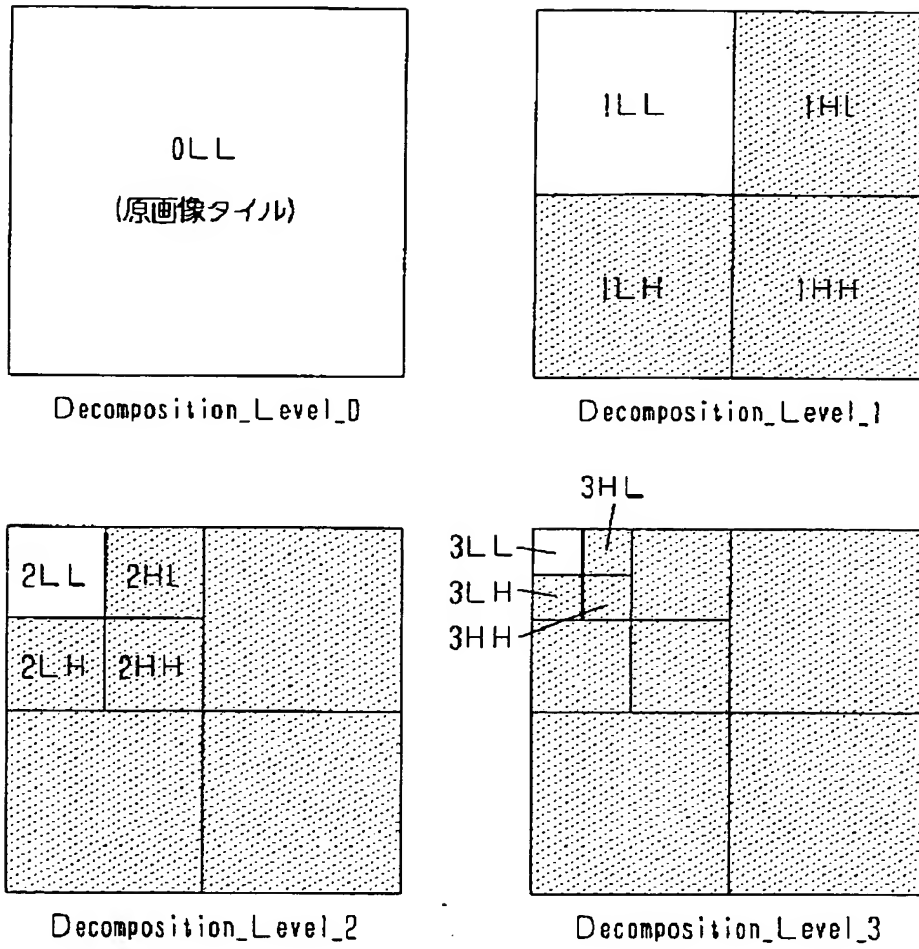 0LL
(原画像タイル)
Decomposition_Level_0
1LL
1HL
1LH
1HH
Decomposition_Level_1
2LL
2HL
2LH
2HH
Decomposition_Level_2
3HL
3LL
3LH
3HH
Decomposition_Level_3